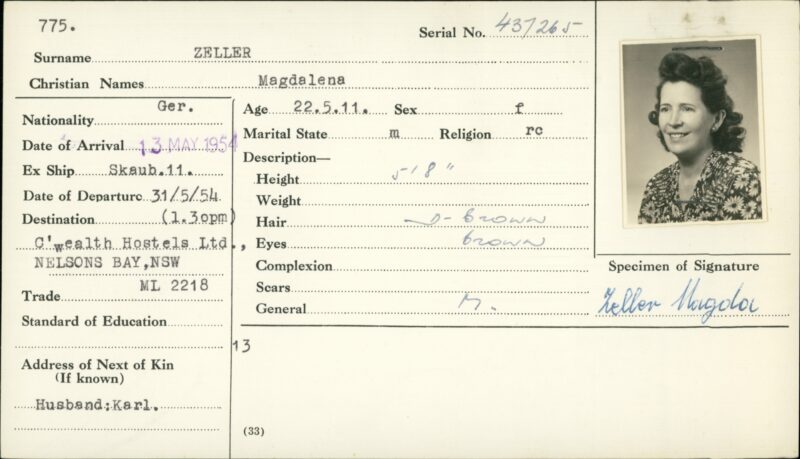 775.
Serial No. 43/265
Surname ZELLER
Christian Names Magdalena
Nationality Ger.
Date of Arrival 13 MAY 1954
Ex Ship Skaub.11.
Date of Departure 31/5/54
Destination (1.30pm)
C'wealth Hostels Ltd.,
NELSONS BAY,NSW
Trade ML 2218
Standard of Education
13
Address of Next of Kin
(If known)
Husband:Karl.
Age 22.5.11. Sex f
Marital State m Religion rc
Description—
Height 5'8"
Weight
Hair D-Brown
Eyes brown
Complexion
Scars
General M.
(33)
Specimen of Signature
Zeller Magda